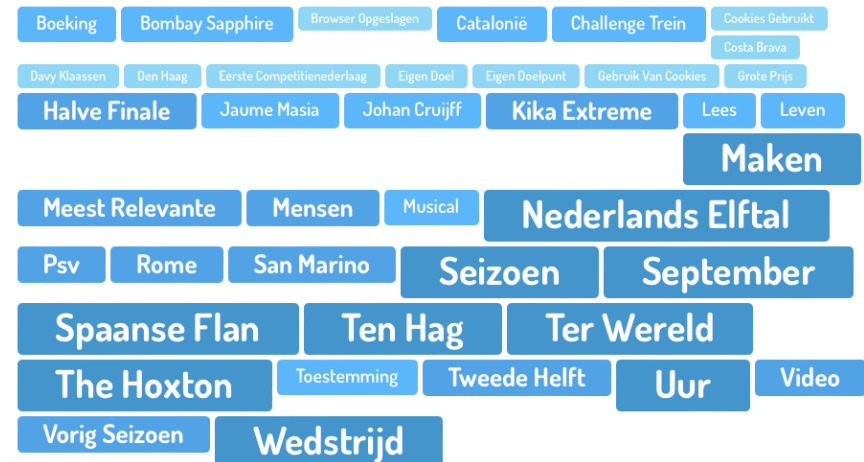 Boeking Bombay Sapphire Browser Opgeslagen Catalonië Challenge Trein Cookies Gebruikt
Costa Brava
Davy Klaassen Den Haag Eerste Competitienederlaag Eigen Doel Eigen Doelpunt Gebruik Van Cookies Grote Prijs
Halve Finale Jaume Masia Johan Cruijff Kika Extreme Lees Leven
Maken
Meest Relevante Mensen Musical Nederlands Elftal
Psv Rome San Marino Seizoen September
Spaanse Flan Ten Hag Ter Wereld
The Hoxton Toestemming Tweede Helft Uur Video
Vorig Seizoen Wedstrijd